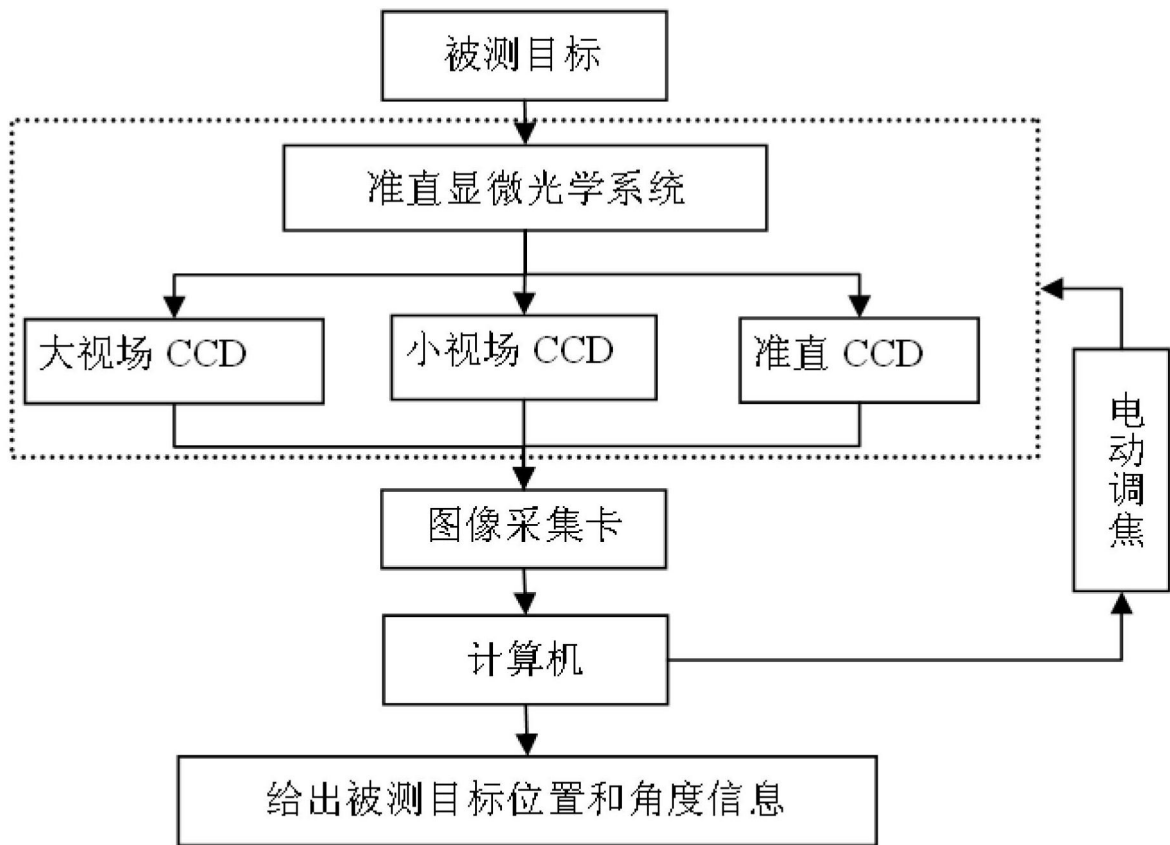 被测目标
准直显微光学系统
大视场 CCD
小视场 CCD
准直 CCD
电动调焦
图像采集卡
计算机
给出被测目标位置和角度信息